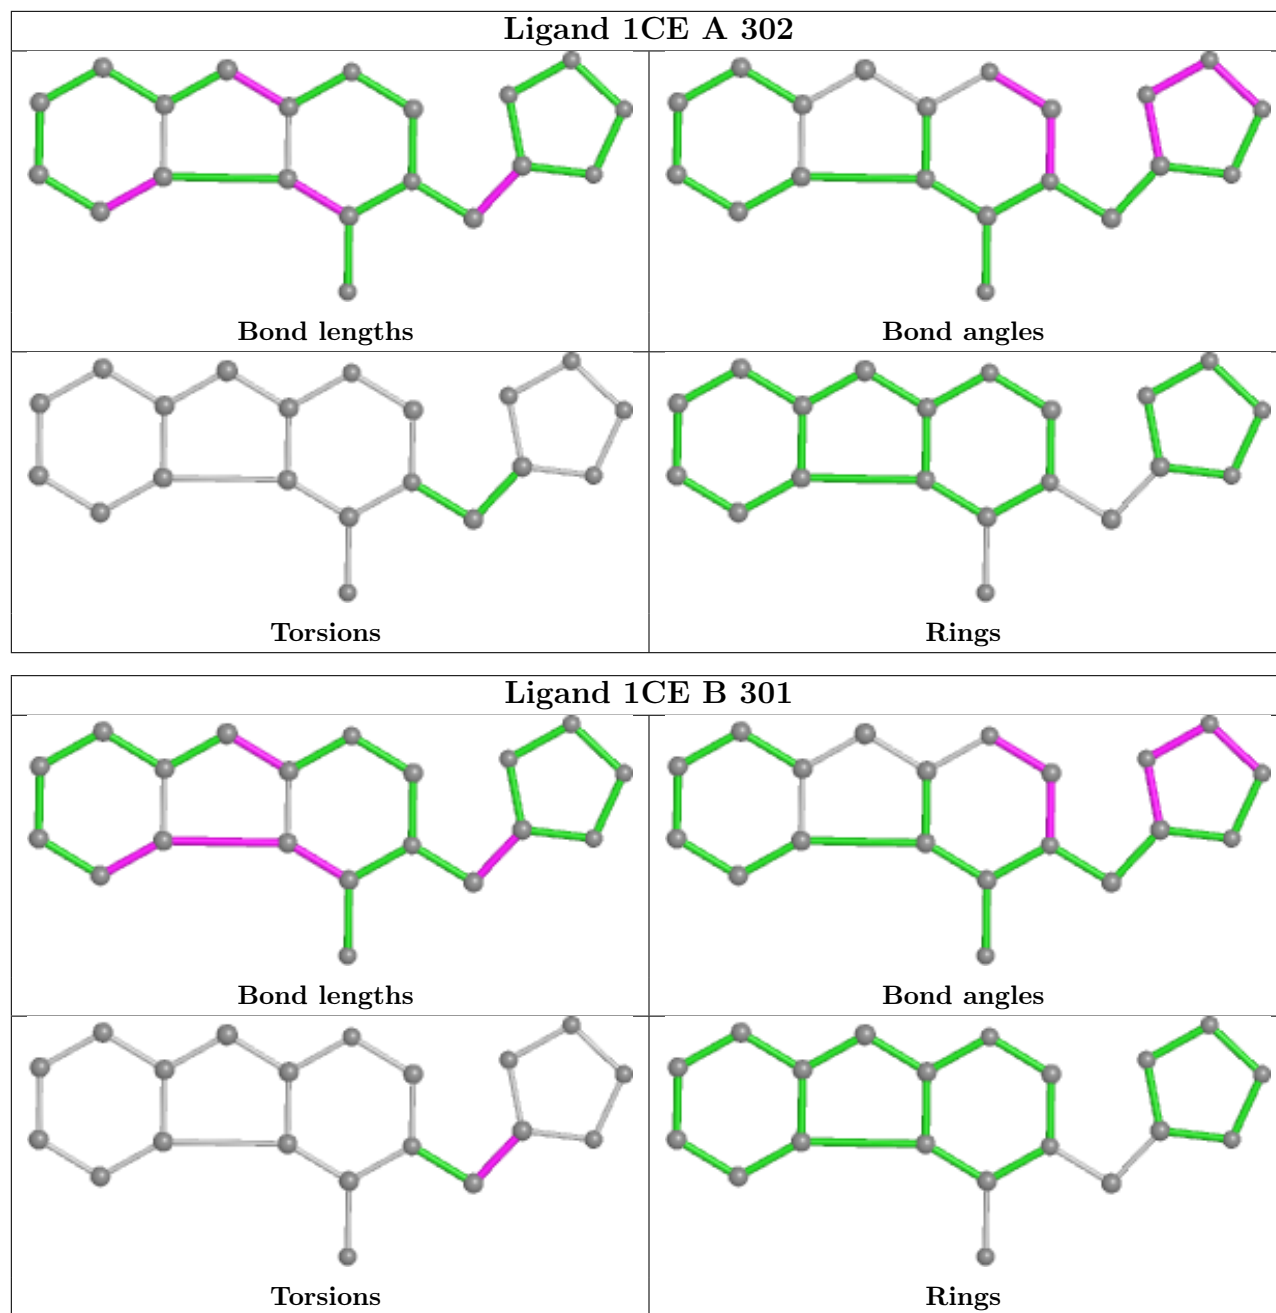 Ligand 1CE A 302
Bond lengths
Bond angles
Torsions
Rings
Ligand 1CE B 301
Bond lengths
Bond angles
Torsions
Rings